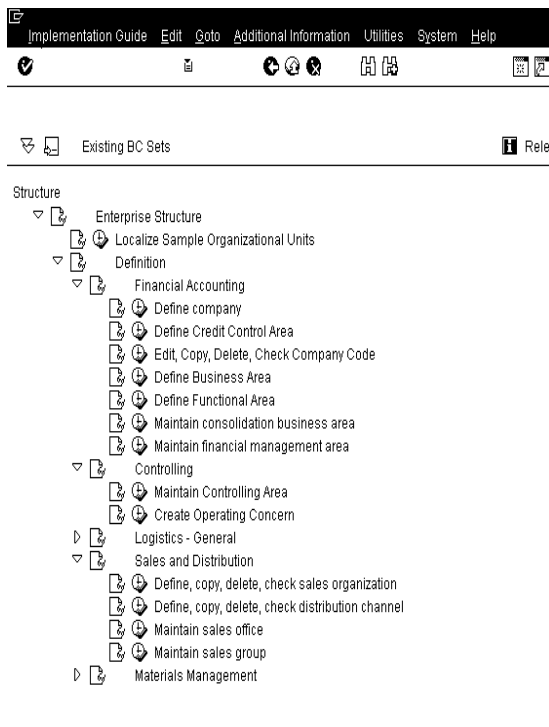 Implementation Guide Edit Goto Additional Information Utilities System Help
Existing BC Sets Rele
Structure
Enterprise Structure
Localize Sample Organizational Units
Definition
Financial Accounting
Define company
Define Credit Control Area
Edit, Copy, Delete, Check Company Code
Define Business Area
Define Functional Area
Maintain consolidation business area
Maintain financial management area
Controlling
Maintain Controlling Area
Create Operating Concern
Logistics - General
Sales and Distribution
Define, copy, delete, check sales organization
Define, copy, delete, check distribution channel
Maintain sales office
Maintain sales group
Materials Management